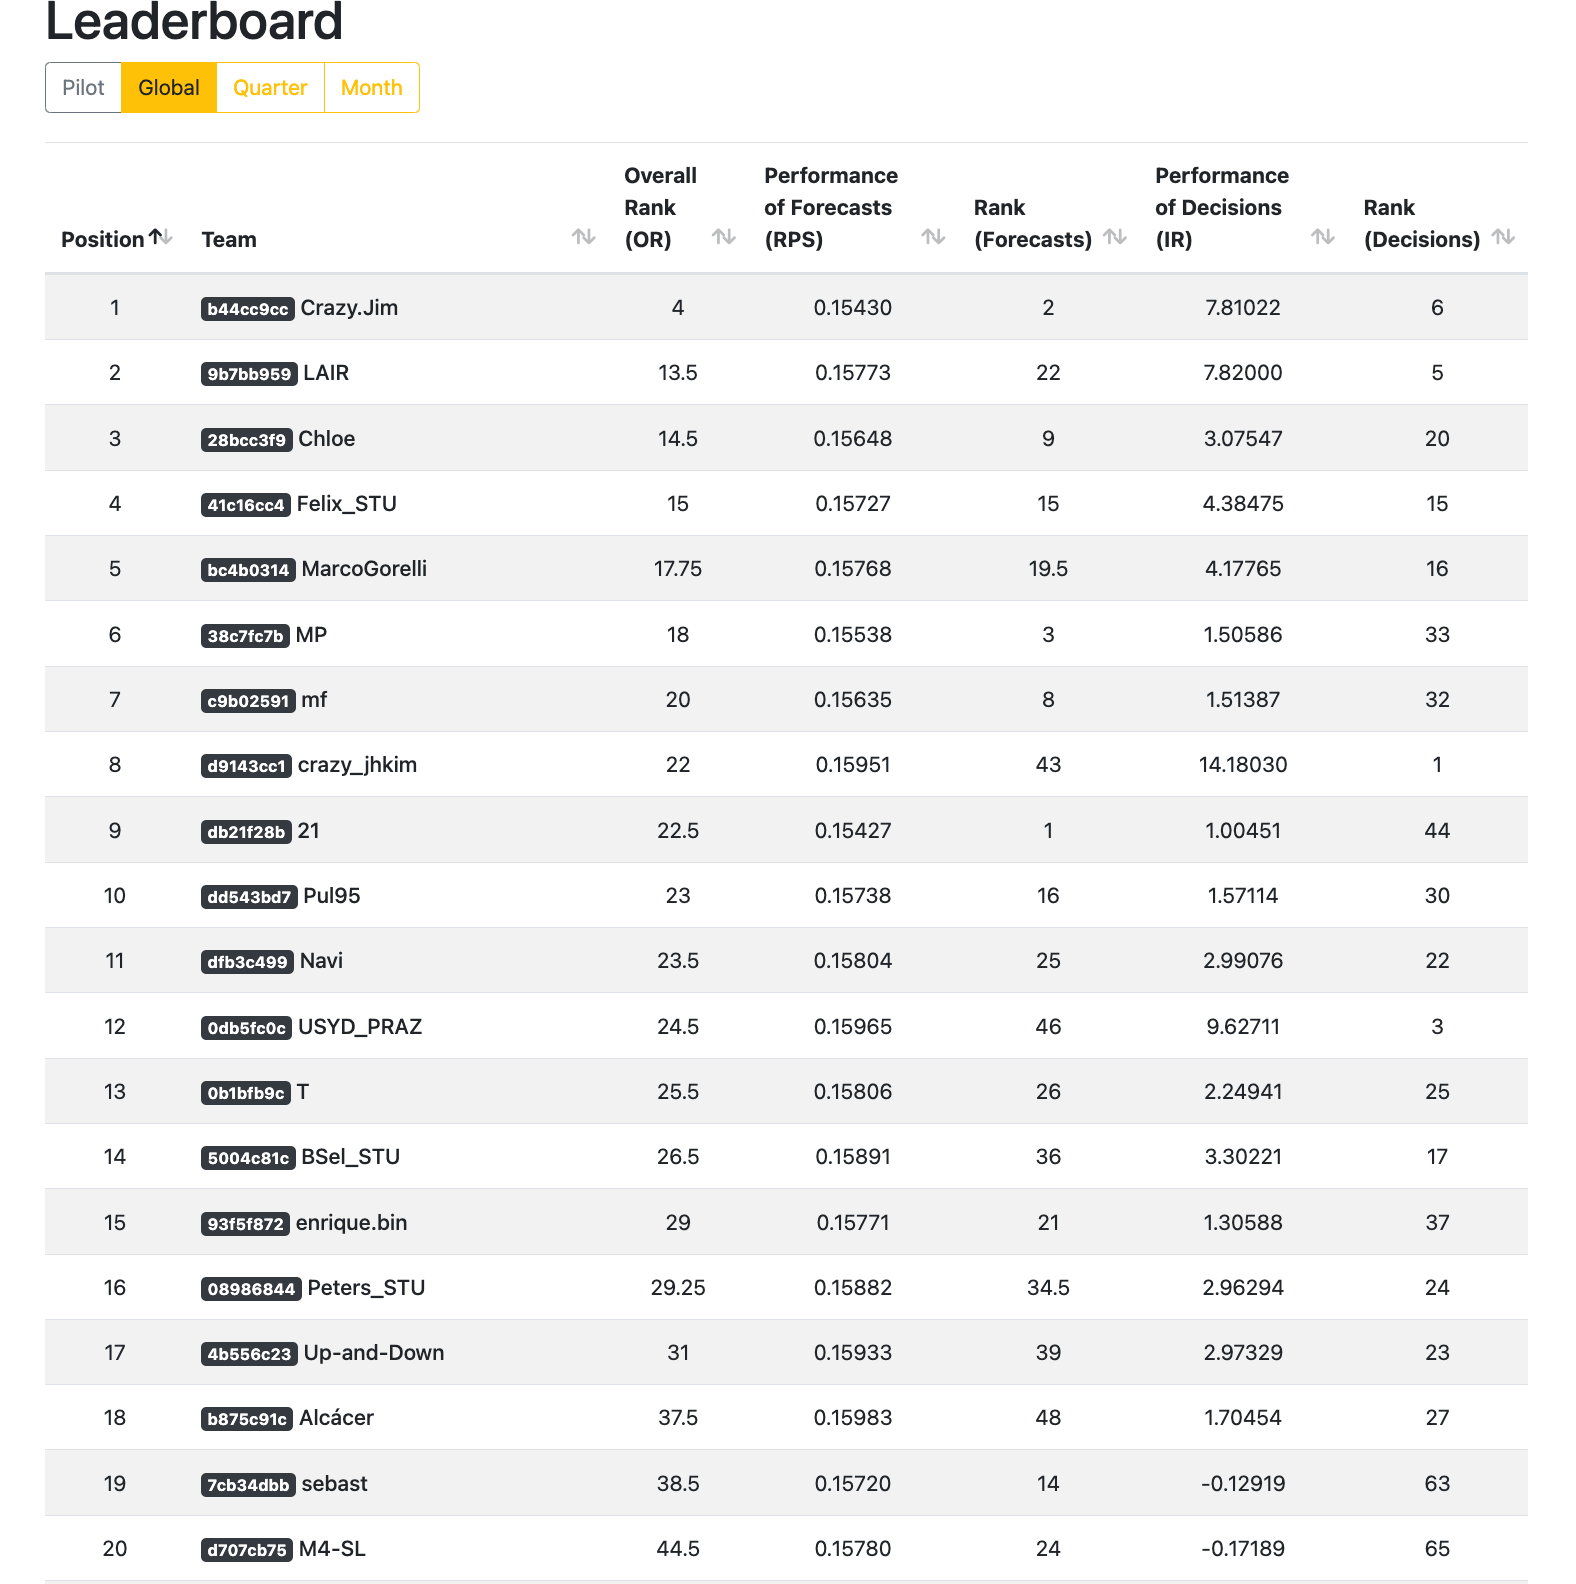 Leaderboard
Pilot Global Quarter Month
Position Team Overall Rank (OR) Performance of Forecasts (RPS) Rank (Forecasts) Performance of Decisions (IR) Rank (Decisions)
1 b44cc9cc Crazy.Jim 4 0.15430 2 7.81022 6
2 9b7bb959 LAIR 13.5 0.15773 22 7.82000 5
3 28bcc3f9 Chloe 14.5 0.15648 9 3.07547 20
4 41c16cc4 Felix_STU 15 0.15727 15 4.38475 15
5 bc4b0314 MarcoGorelli 17.75 0.15768 19.5 4.17765 16
6 38c7fc7b MP 18 0.15538 3 1.50586 33
7 c9b02591 mf 20 0.15635 8 1.51387 32
8 d9143cc1 crazy_jhkim 22 0.15951 43 14.18030 1
9 db21f28b 21 22.5 0.15427 1 1.00451 44
10 dd543bd7 Pul95 23 0.15738 16 1.57114 30
11 dfb3c499 Navi 23.5 0.15804 25 2.99076 22
12 0db5fc0c USYD_PRAZ 24.5 0.15965 46 9.62711 3
13 0b1bfb9c T 25.5 0.15806 26 2.24941 25
14 5004c81c BSel_STU 26.5 0.15891 36 3.30221 17
15 93f5f872 enrique.bin 29 0.15771 21 1.30588 37
16 08986844 Peters_STU 29.25 0.15882 34.5 2.96294 24
17 4b556c23 Up-and-Down 31 0.15933 39 2.97329 23
18 b875c91c Alcácer 37.5 0.15983 48 1.70454 27
19 7cb34dbb sebast 38.5 0.15720 14 -0.12919 63
20 d707cb75 M4-SL 44.5 0.15780 24 -0.17189 65